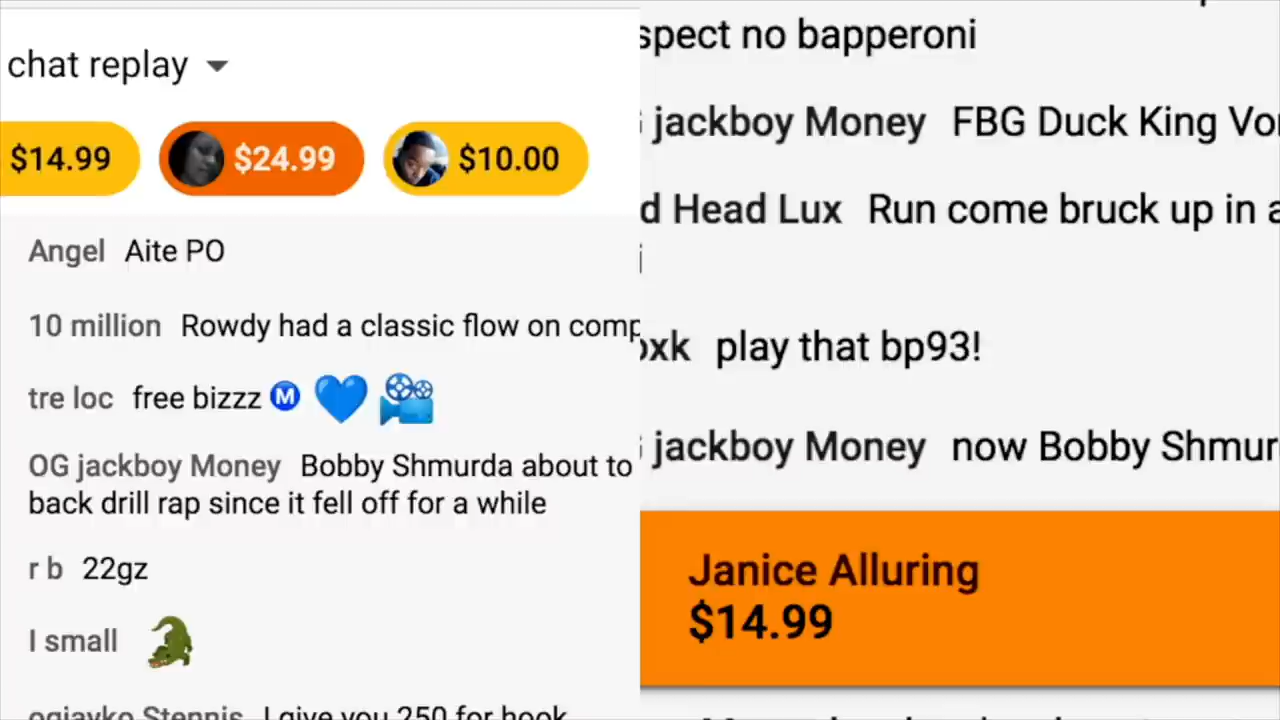 chat replay
$14.99 $24.99 $10.00
Angel Aite PO
10 million Rowdy had a classic flow on comp
tre loc free bizzz Ⓜ️ 💙 🎥
OG jackboy Money Bobby Shmurda about to
back drill rap since it fell off for a while
r b 22gz
I small 🐊
ogjayko Stennis I give you 250 for hook
spect no bapperoni
jackboy Money FBG Duck King Vo
d Head Lux Run come bruck up in a
oxk play that bp93!
jackboy Money now Bobby Shmur
Janice Alluring
$14.99